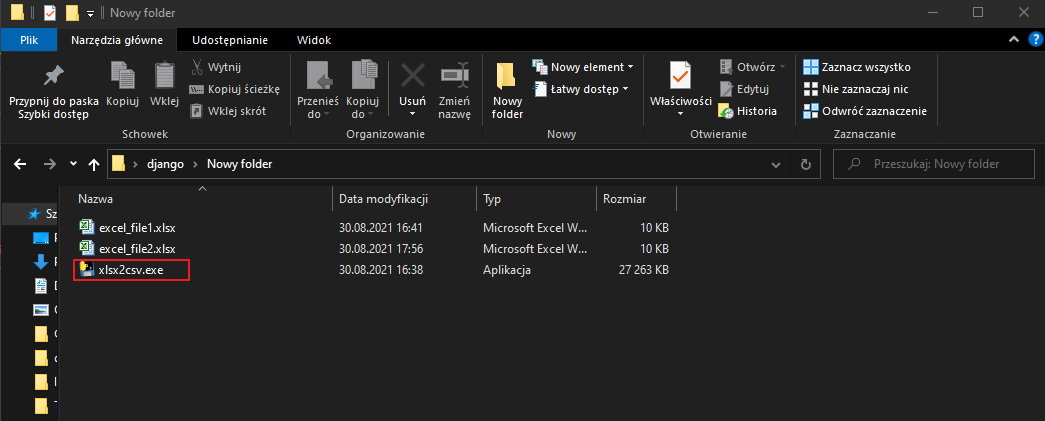 Nowy folder
Plik
Narzędzia główne
Udostępnianie
Widok
Przypnij do paska
Szybki dostęp
Kopiuj
Wklej
Wytnij
Kopiuj ścieżkę
Wklej skrót
Schowek
Przenieś
do
Kopiuj
do
Usuń
Zmień
nazwę
Organizowanie
Nowy
folder
Nowy element
Łatwy dostęp
Nowy
Właściwości
Otwórz
Edytuj
Historia
Otwieranie
Zaznacz wszystko
Nie zaznaczaj nic
Odwróć zaznaczenie
Zaznaczanie
django
Nowy folder
Przeszukaj: Nowy folder
Nazwa
Data modyfikacji
Typ
Rozmiar
Sz
excel_file1.xlsx
30.08.2021 16:41
Microsoft Excel W...
10 KB
excel_file2.xlsx
30.08.2021 17:56
Microsoft Excel W...
10 KB
xlsx2csv.exe
30.08.2021 16:38
Aplikacja
27 263 KB